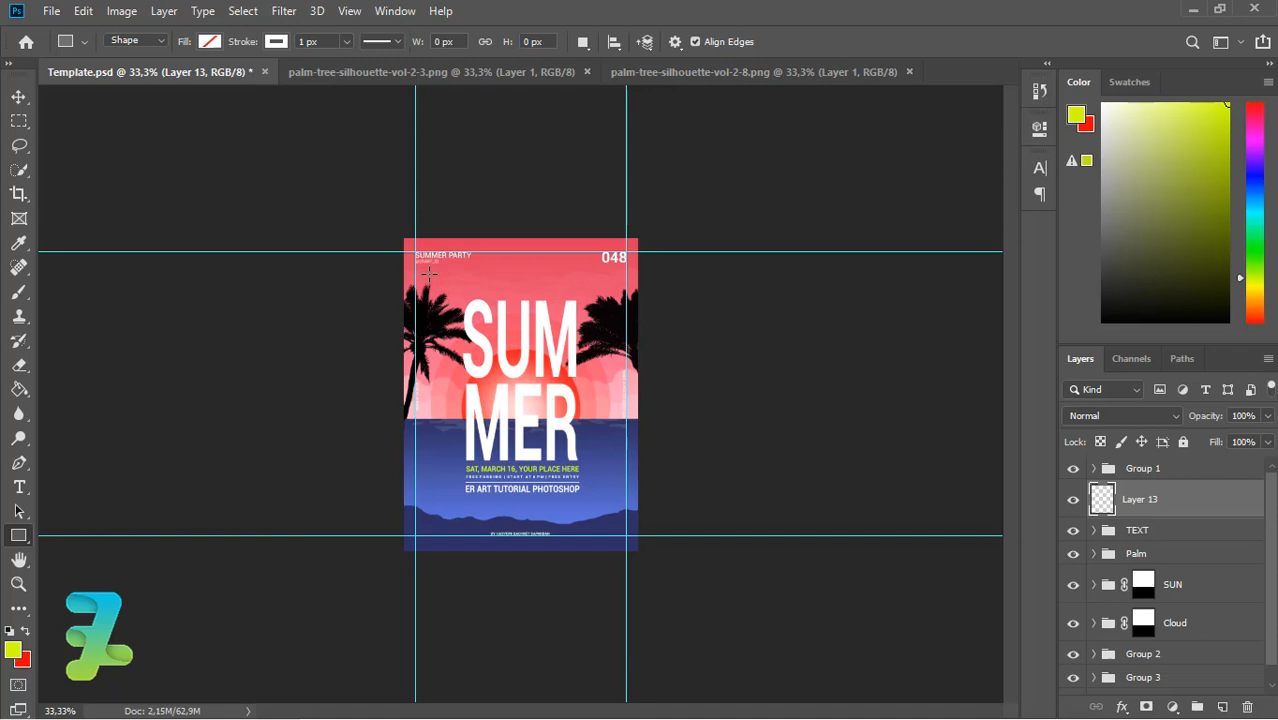 Ps File Edit Image Layer Type Select Filter 3D View Window Help
Shape Fill: Stroke: 1 px W: 0 px H: 0 px Align Edges
Template.psd @ 33,3% (Layer 13, RGB/8) * × palm-tree-silhouette-vol-2-3.png @ 33,3% (Layer 1, RGB/8) × palm-tree-silhouette-vol-2-8.png @ 33,3% (Layer 1, RGB/8) ×
Color Swatches
SUMMER PARTY 048
SUM
MER
SAT, MARCH 16, YOUR PLACE HERE
FREE PARKING | START AT 8 PM | FREE ENTRY
ER ART TUTORIAL PHOTOSHOP
Layers Channels Paths
Kind
Normal Opacity: 100%
Lock: Fill: 100%
Group 1
Layer 13
TEXT
Palm
SUN
Cloud
Group 2
Group 3
33,33% Doc: 2,15M/62,9M